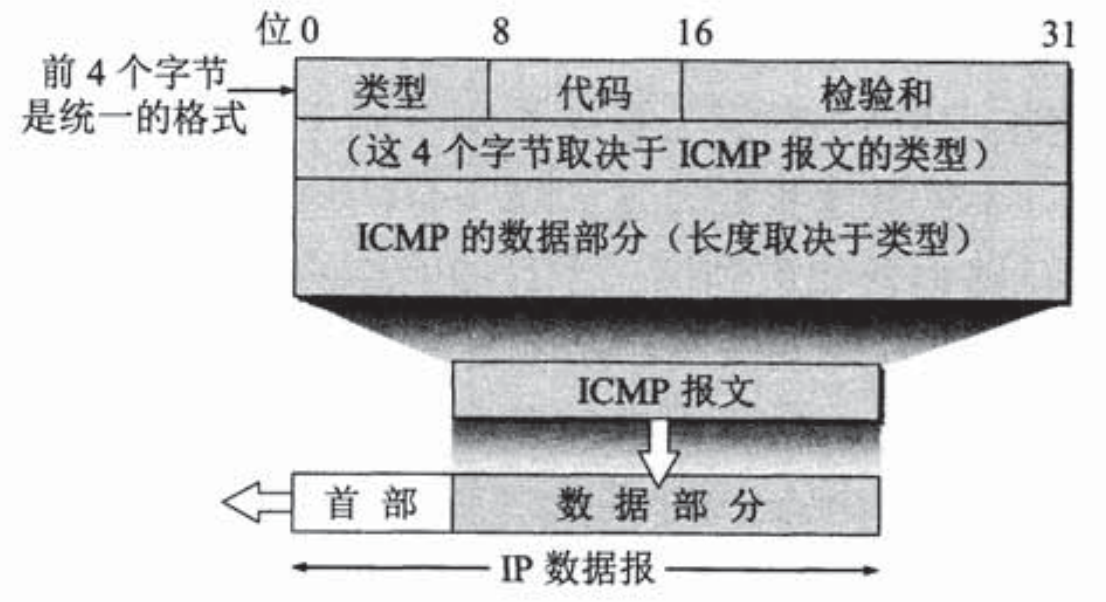 位 0 8 16 31
前 4 个字节
是统一的格式
类型 代码 检验和
（这 4 个字节取决于 ICMP 报文的类型）
ICMP 的数据部分（长度取决于类型）
ICMP 报文
首 部 数 据 部 分
IP 数据报